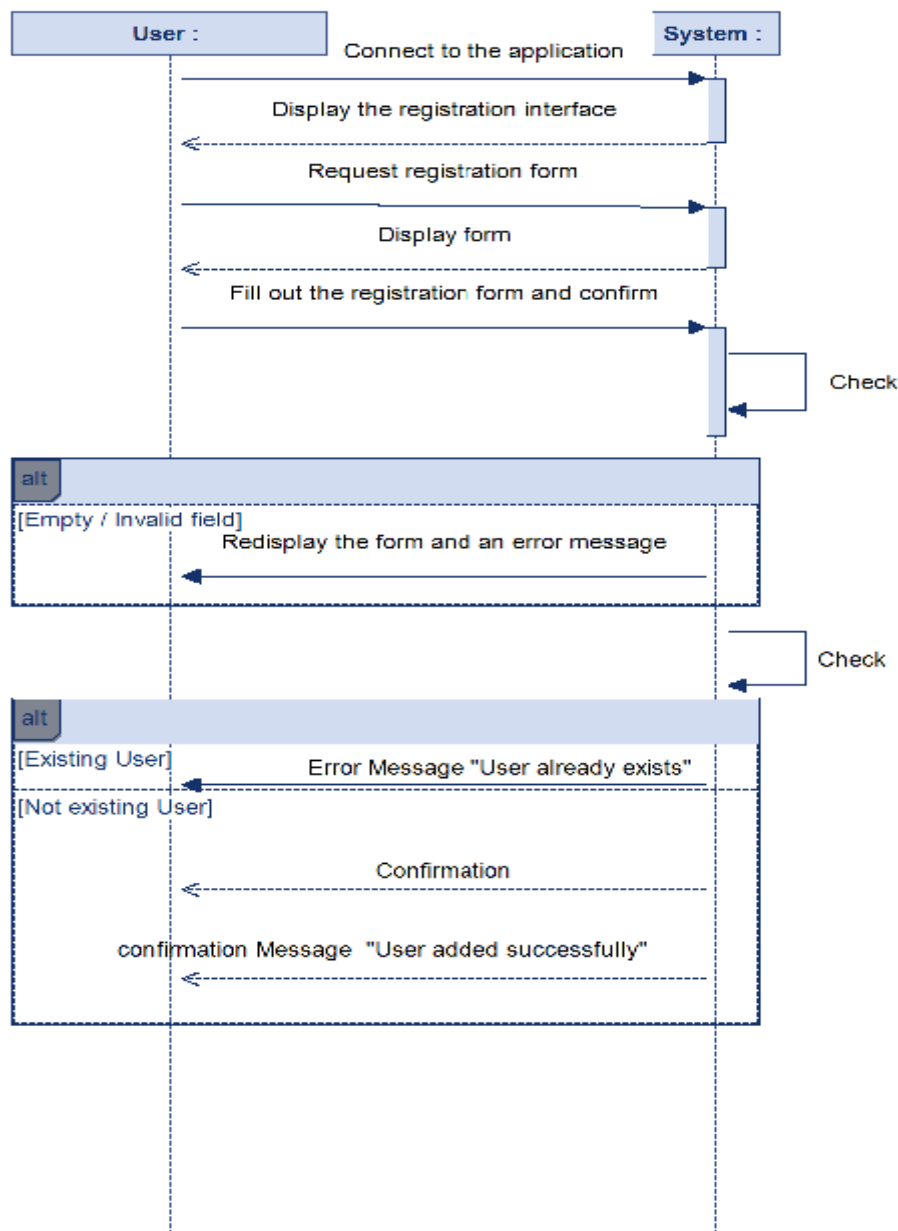 User :
System :
Connect to the application
Display the registration interface
Request registration form
Display form
Fill out the registration form and confirm
Check
alt
[Empty / Invalid field]
Redisplay the form and an error message
Check
alt
[Existing User]
Error Message "User already exists"
[Not existing User]
Confirmation
confirmation Message "User added successfully"